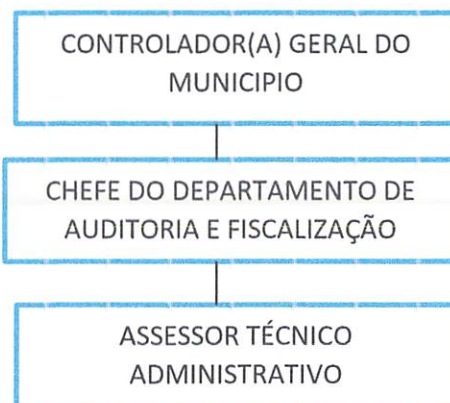 CONTROLADOR(A) GERAL DO
MUNICIPIO
CHEFE DO DEPARTAMENTO DE
AUDITORIA E FISCALIZAÇÃO
ASSESSOR TÉCNICO
ADMINISTRATIVO